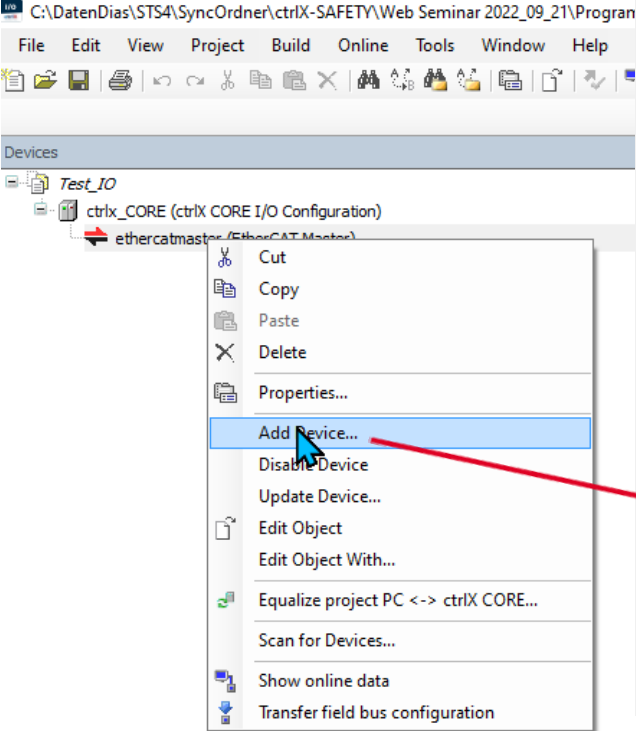 C:\DatenDias\STS4\SyncOrdner\ctrlX-SAFETY\Web Seminar 2022_09_21\Program
File Edit View Project Build Online Tools Window Help
Devices
Test_IO
ctrlx_CORE (ctrlX CORE I/O Configuration)
ethercatmaster (EtherCAT Master)
Cut
Copy
Paste
Delete
Properties...
Add Device...
Disable Device
Update Device...
Edit Object
Edit Object With...
Equalize project PC <-> ctrlX CORE...
Scan for Devices...
Show online data
Transfer field bus configuration